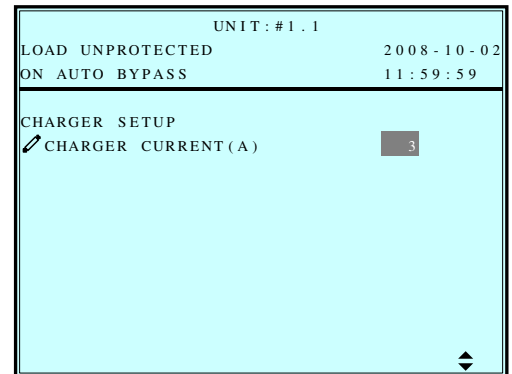 UNIT:#1.1
LOAD UNPROTECTED 2008-10-02
ON AUTO BYPASS 11:59:59
CHARGER SETUP
CHARGER CURRENT(A) 3